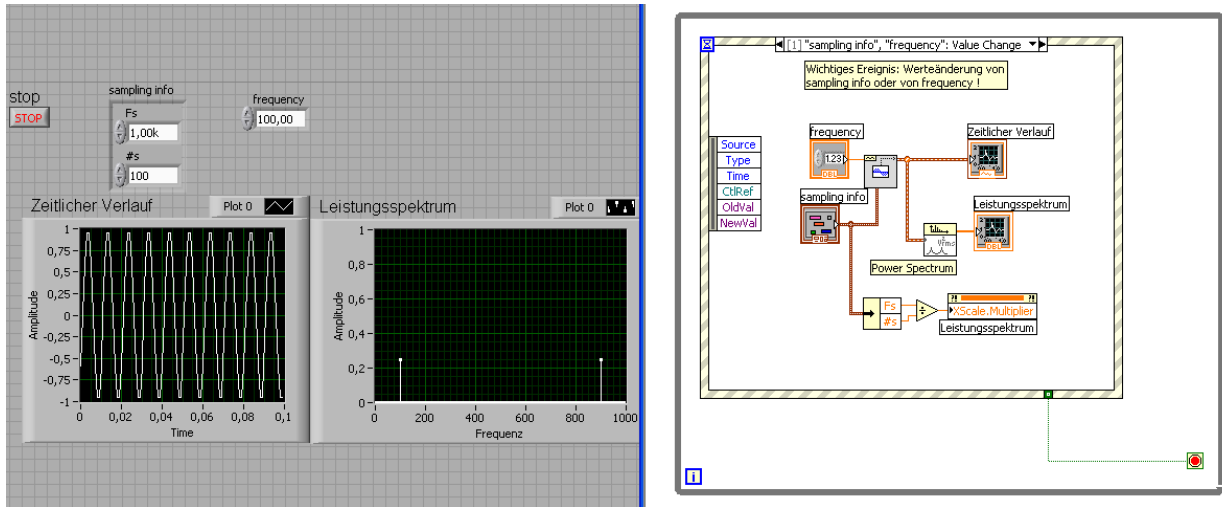 stop
STOP
sampling info
Fs
1,00k
#s
100
frequency
100,00
Zeitlicher Verlauf
Plot 0
1
0,75
0,5
0,25
0
-0,25
-0,5
-0,75
-1
Amplitude
0 0,02 0,04 0,06 0,08 0,1
Time
Leistungsspektrum
Plot 0
1
0,8
0,6
0,4
0,2
0
Amplitude
0 200 400 600 800 1000
Frequenz
[1] "sampling info", "frequency": Value Change
Wichtiges Ereignis: Werteänderung von
sampling info oder von frequency !
Source
Type
Time
CtlRef
OldVal
NewVal
frequency
1.23
DBL
sampling info
Zeitlicher Verlauf
Leistungsspektrum
DBL
Vrms
Power Spectrum
Fs
#s
XScale.Multiplier
Leistungsspektrum
i